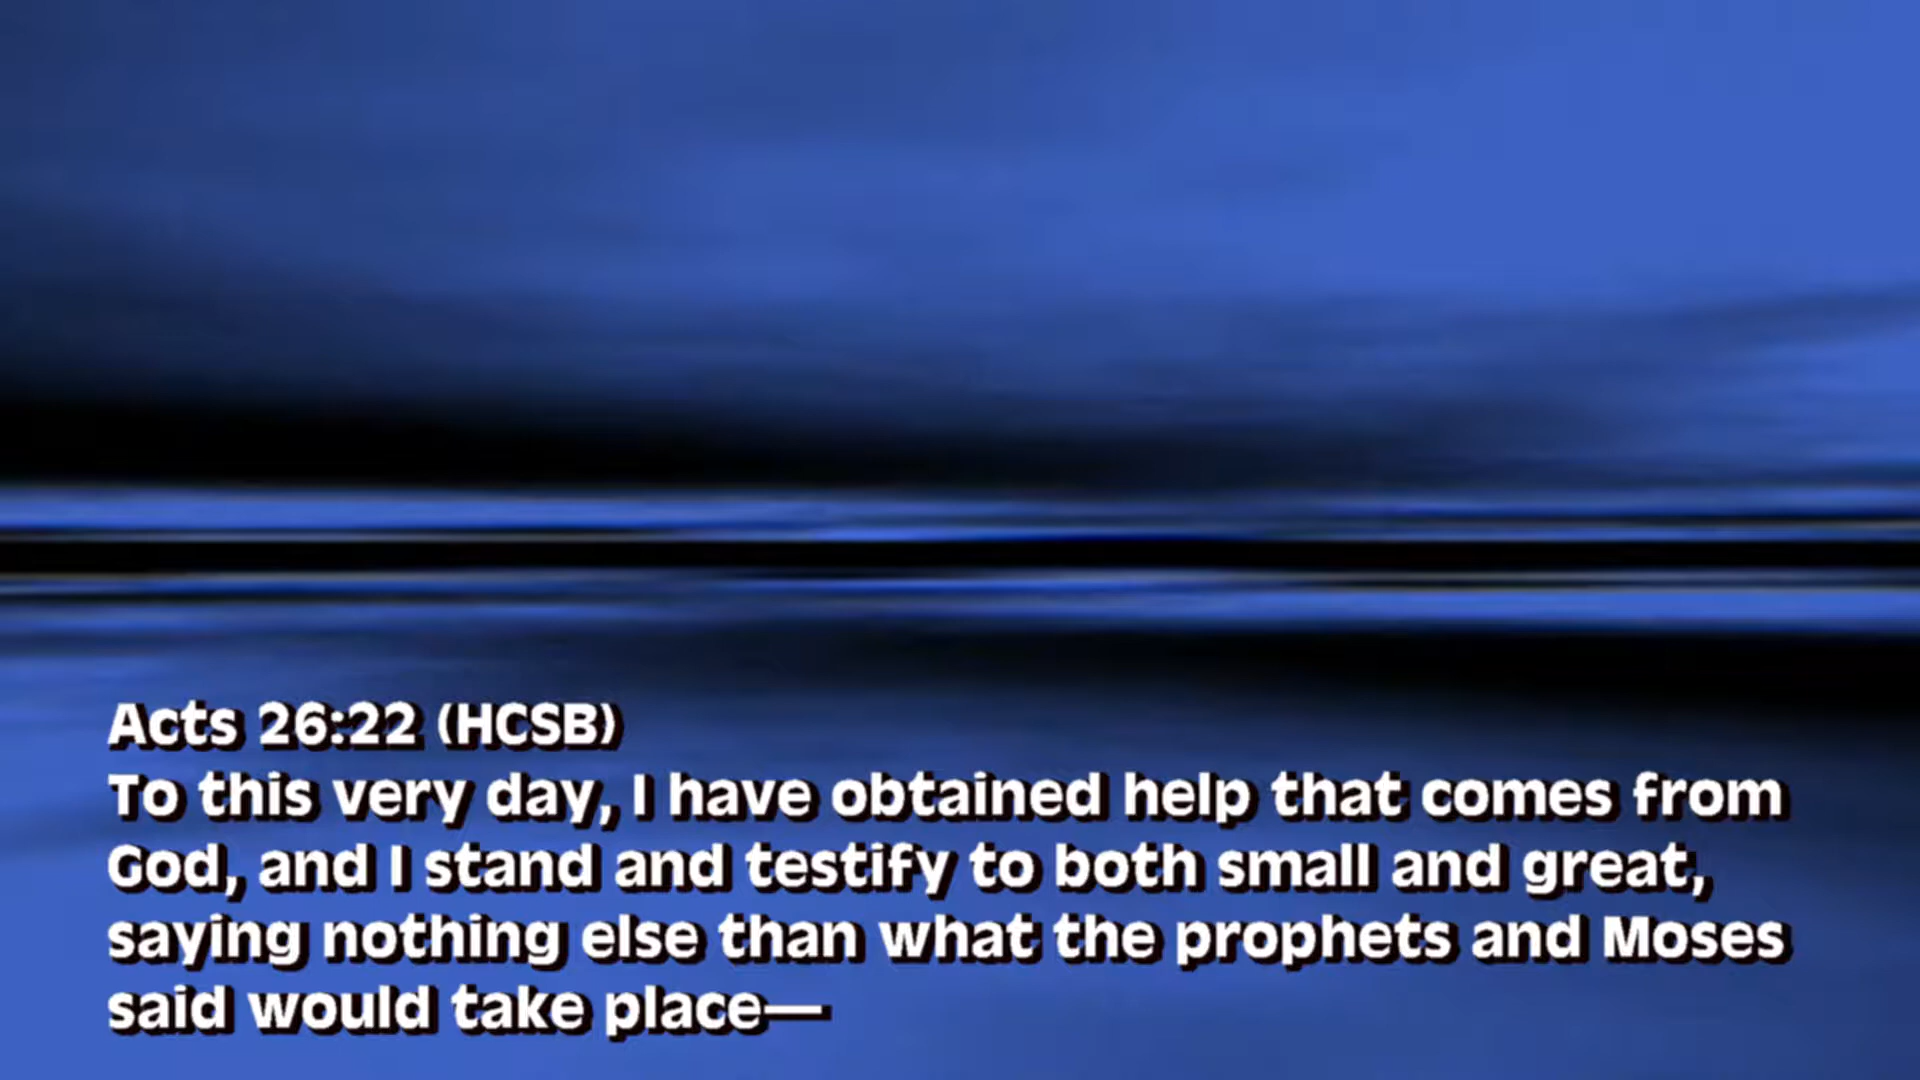 Acts 26:22 (HCSB)
To this very day, I have obtained help that comes from
God, and I stand and testify to both small and great,
saying nothing else than what the prophets and Moses
said would take place—